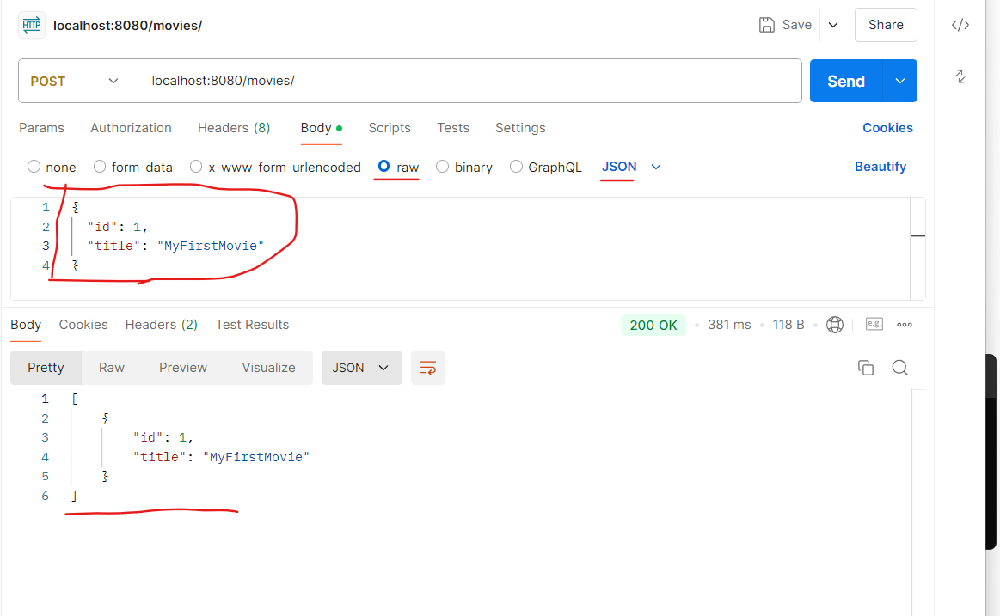 HTTP localhost:8080/movies/ Save Share </>
POST localhost:8080/movies/ Send
Params Authorization Headers (8) Body Scripts Tests Settings Cookies
none form-data x-www-form-urlencoded raw binary GraphQL JSON Beautify
1 {
2 "id": 1,
3 "title": "MyFirstMovie"
4 }
Body Cookies Headers (2) Test Results 200 OK 381 ms 118 B e.g.
Pretty Raw Preview Visualize JSON
1 [
2 {
3 "id": 1,
4 "title": "MyFirstMovie"
5 }
6 ]